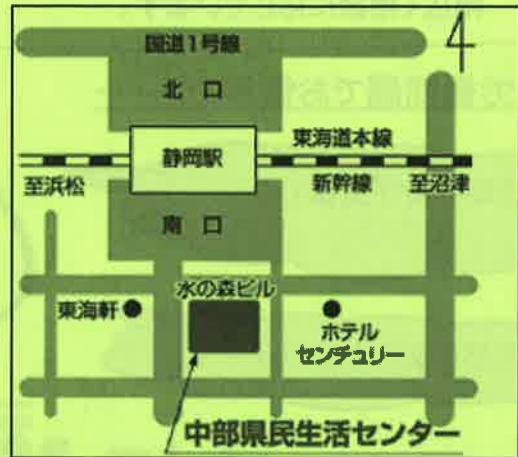 国道1号線
4
北口
静岡駅
東海道本線
至浜松
新幹線
至沼津
南口
水の森ビル
東海軒
ホテル
センチュリー
中部県民生活センター